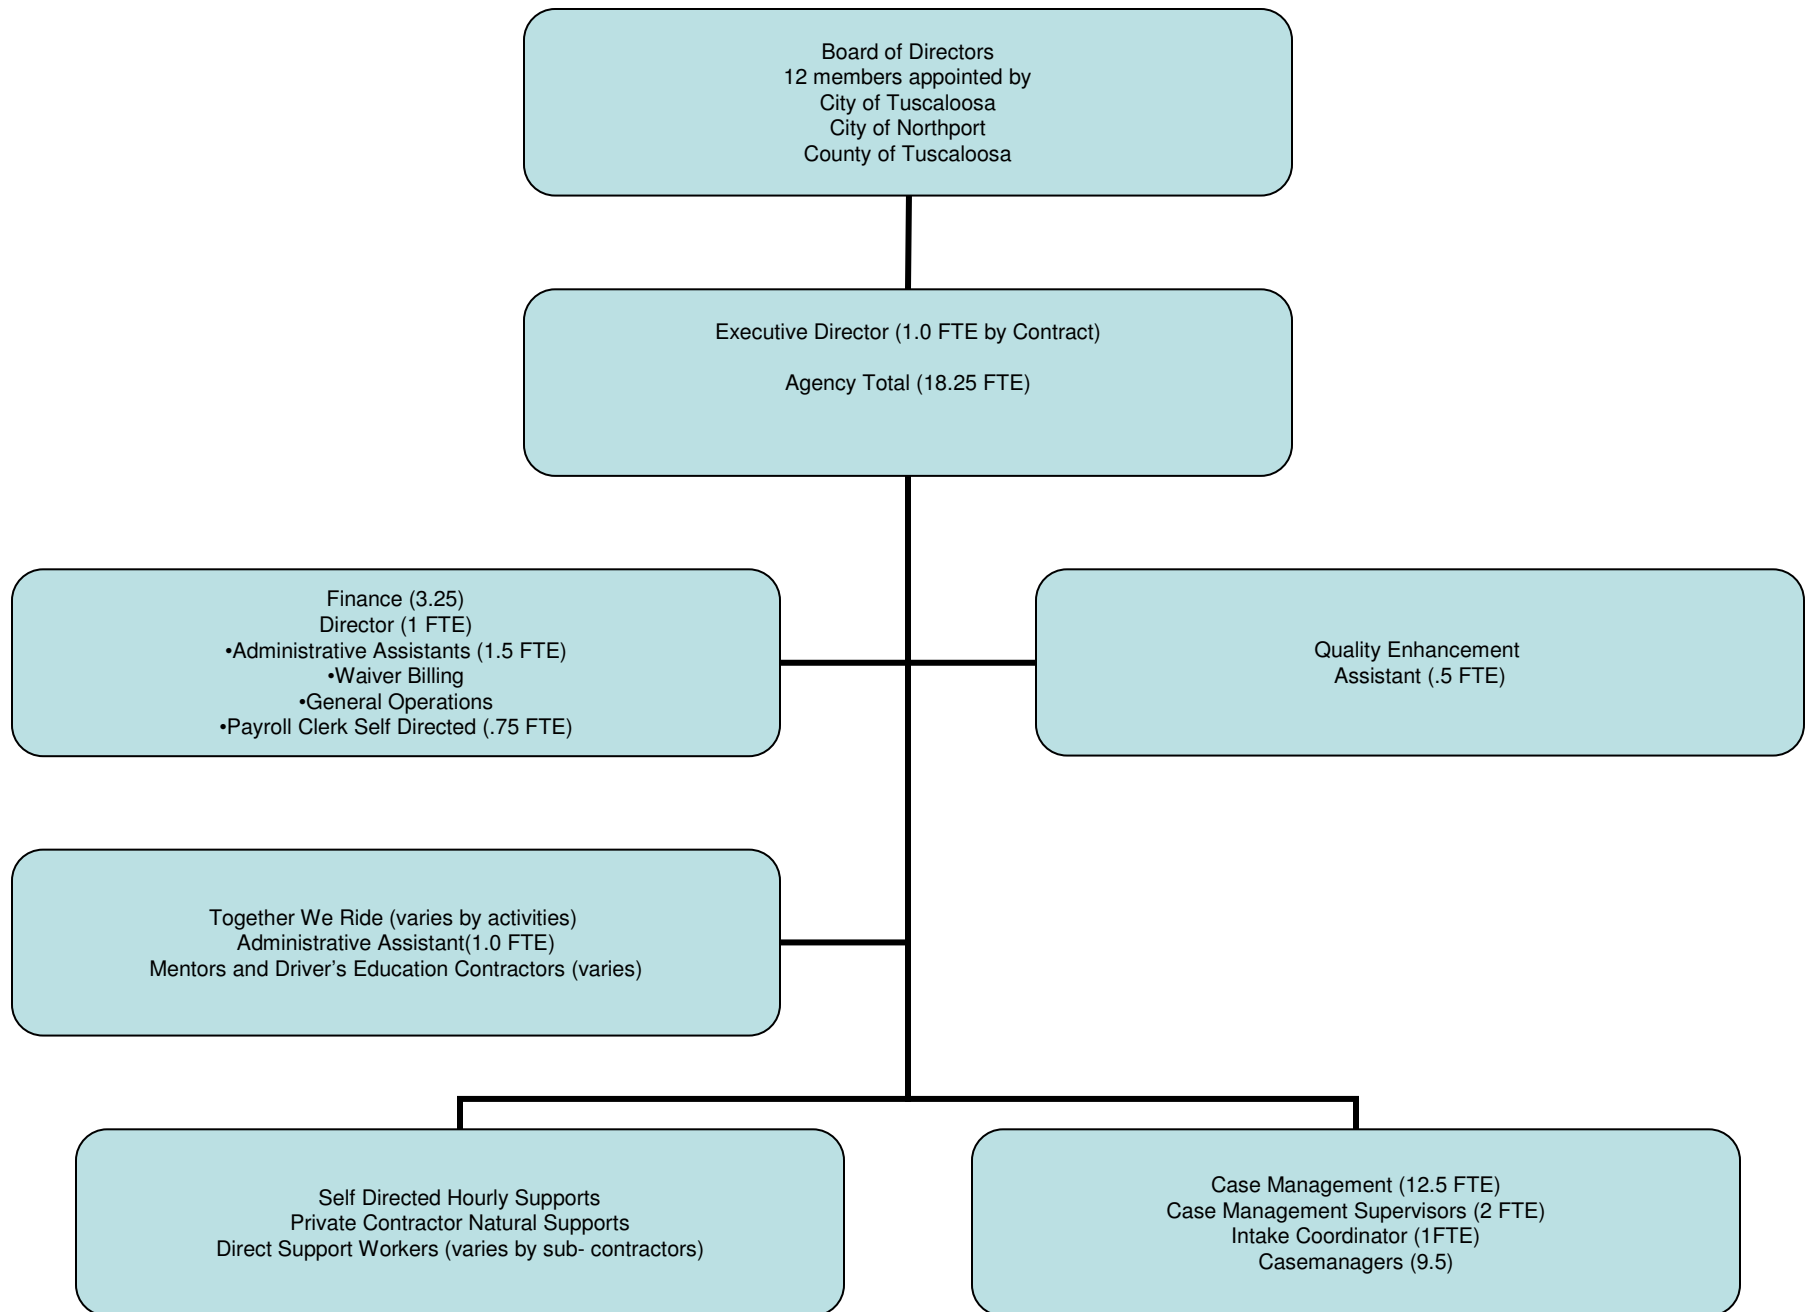 Board of Directors
12 members appointed by
City of Tuscaloosa
City of Northport
County of Tuscaloosa
Executive Director (1.0 FTE by Contract)
Agency Total (18.25 FTE)
Finance (3.25)
Director (1 FTE)
•Administrative Assistants (1.5 FTE)
•Waiver Billing
•General Operations
•Payroll Clerk Self Directed (.75 FTE)
Quality Enhancement
Assistant (.5 FTE)
Together We Ride (varies by activities)
Administrative Assistant(1.0 FTE)
Mentors and Driver’s Education Contractors (varies)
Self Directed Hourly Supports
Private Contractor Natural Supports
Direct Support Workers (varies by sub- contractors)
Case Management (12.5 FTE)
Case Management Supervisors (2 FTE)
Intake Coordinator (1FTE)
Casemanagers (9.5)